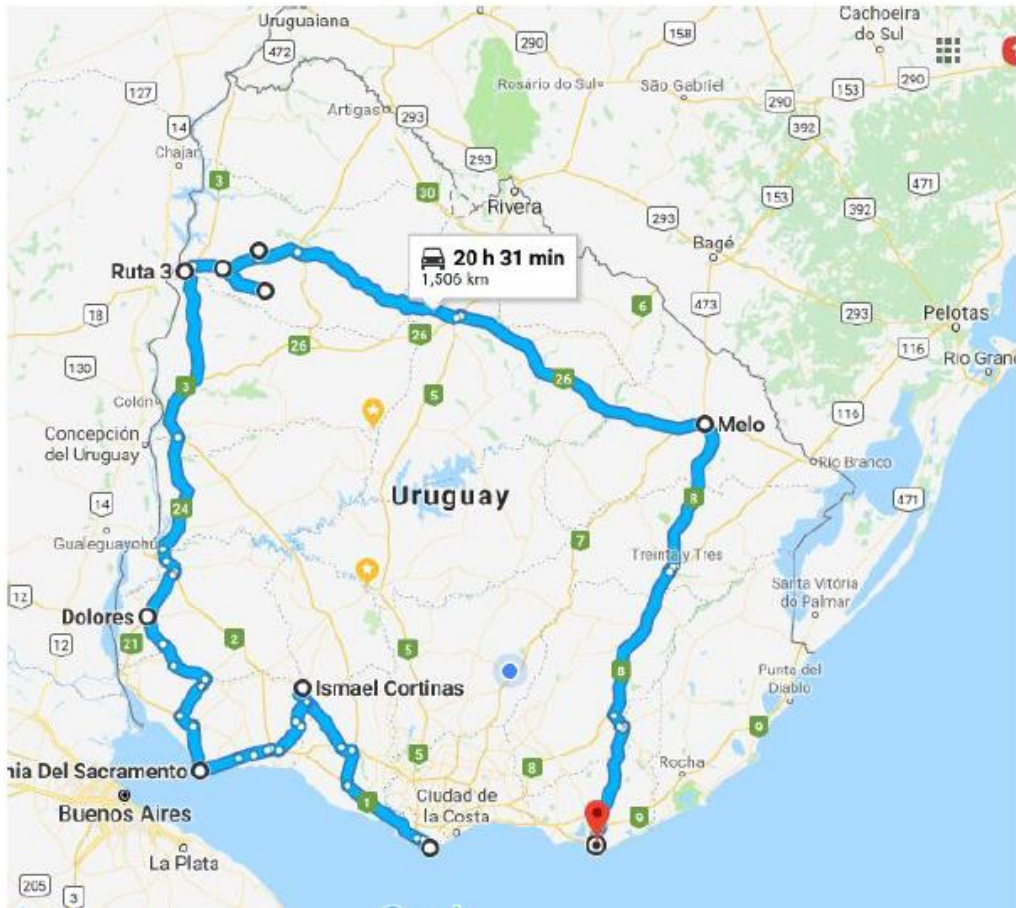 Uruguaiana
Cachoeira
do Sul
290
158
472
Rosário do Sul
São Gabriel
290
153
290
127
Artigas
293
392
14
Chajar
293
471
3
30
Rivera
153
392
293
20 h 31 min
1,506 km
Bagé
Ruta 3
473
6
293
Pelotas
18
26
26
116
Rio Grand
130
3
5
26
Colón
Melo
116
Concepción
del Uruguay
Rio Branco
Uruguay
8
471
14
24
Gualeguaychú
7
Treinta y Tres
Santa Vitória
do Palmar
12
Dolores
21
2
12
5
8
Punta del
Diablo
Ismael Cortinas
9
5
8
Rocha
nia Del Sacramento
Buenos Aires
1
Ciudad de
la Costa
9
La Plata
205
3